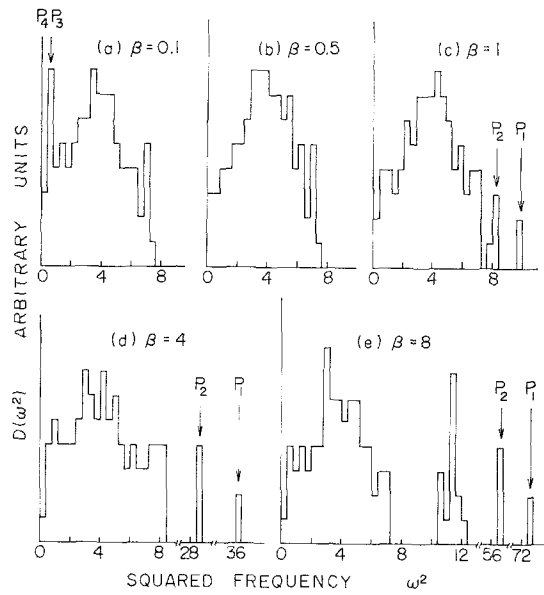 P4 P3
(a) β=0.1
(b) β=0.5
(c) β=1
P2
P1
0 4 8
0 4 8
0 4 8
D(ω²) ARBITRARY UNITS
(d) β=4
P2
P1
(e) β=8
P2
P1
0 4 8 28 36
0 4 8 12 56 72
SQUARED FREQUENCY ω²